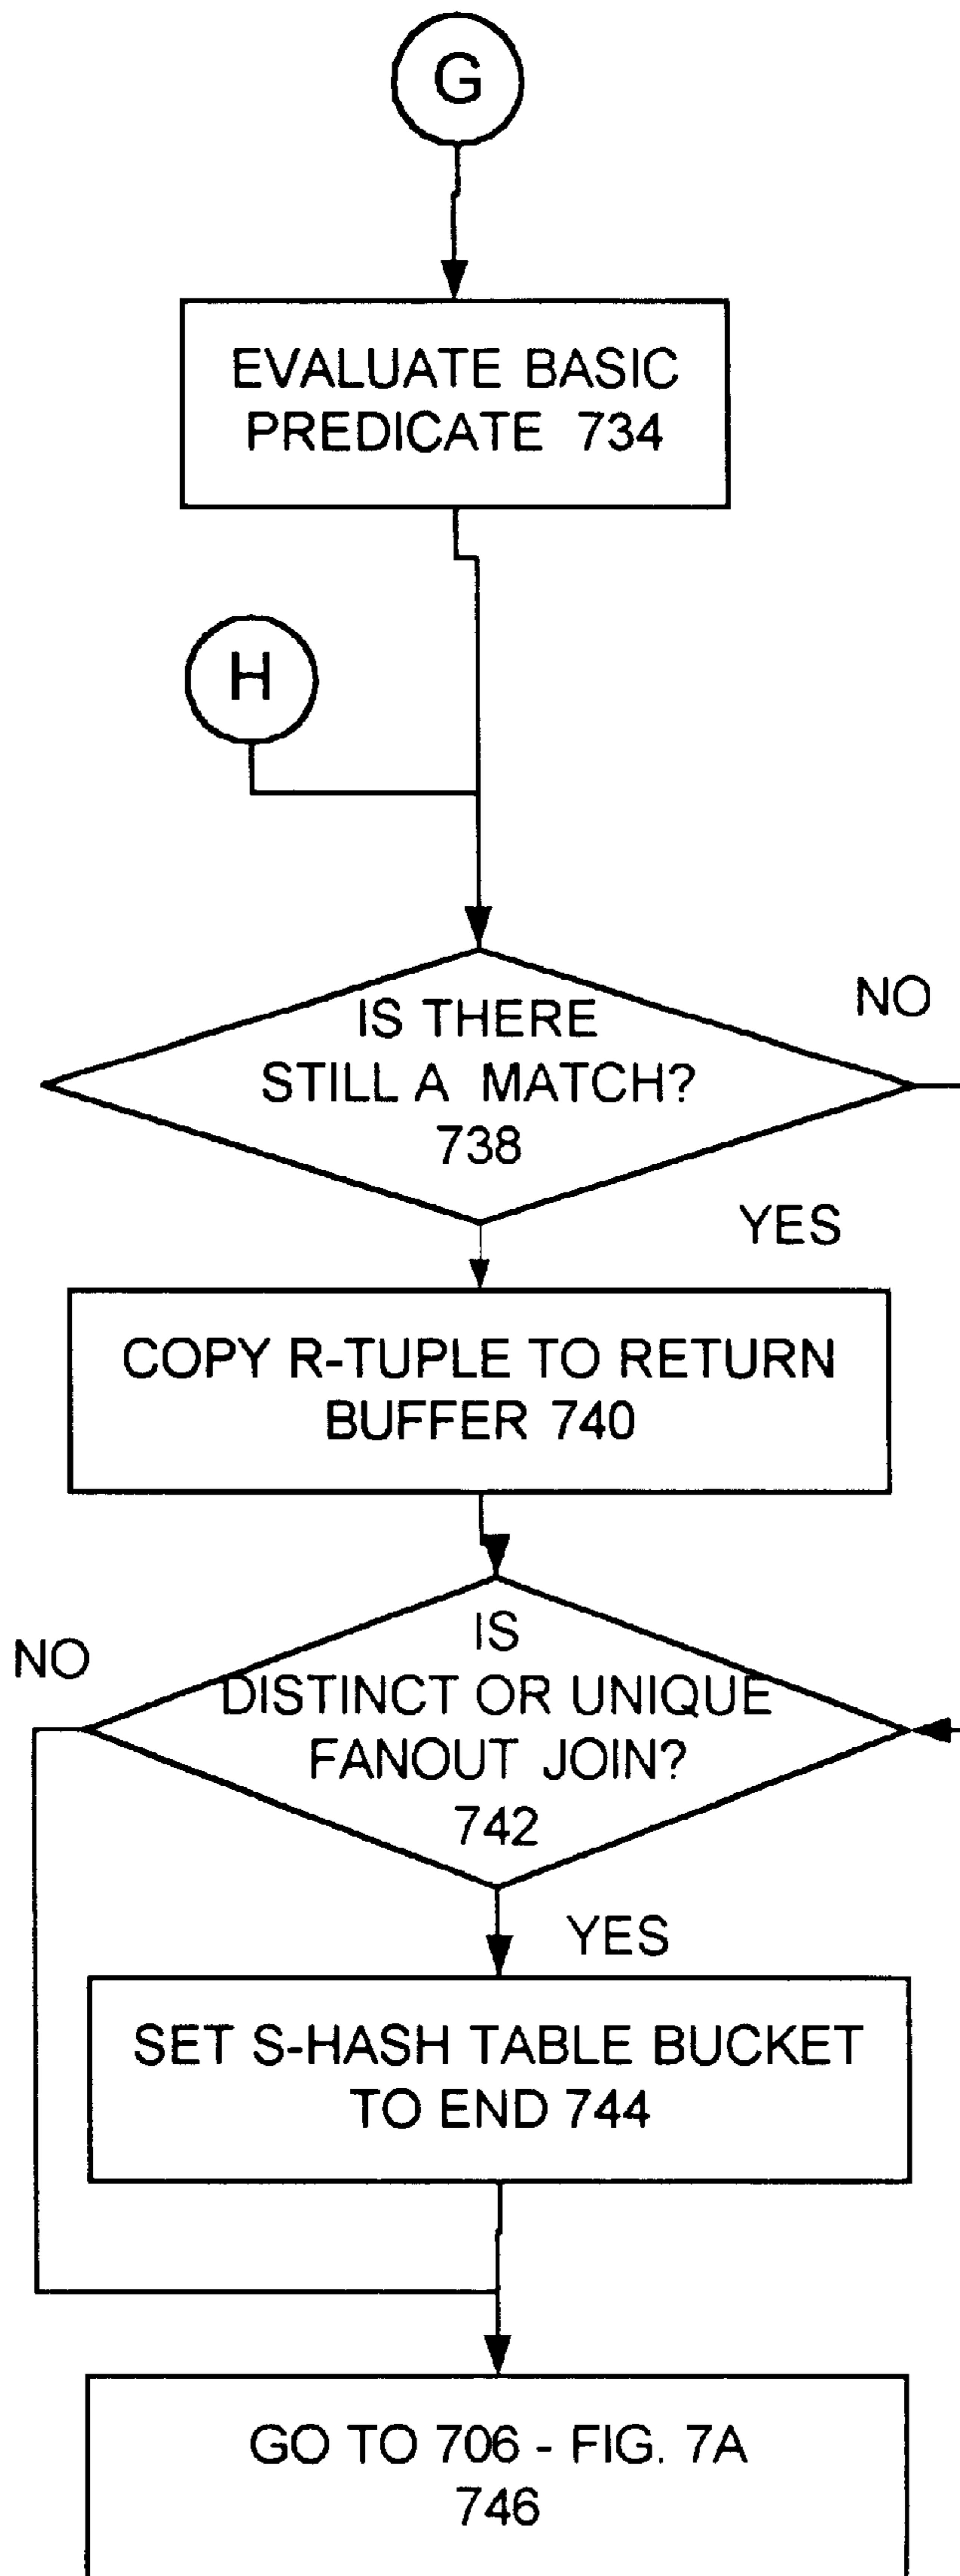 G
EVALUATE BASIC
PREDICATE 734
H
IS THERE
STILL A MATCH?
738
NO
YES
COPY R-TUPLE TO RETURN
BUFFER 740
NO
IS
DISTINCT OR UNIQUE
FANOUT JOIN?
742
YES
SET S-HASH TABLE BUCKET
TO END 744
GO TO 706 - FIG. 7A
746